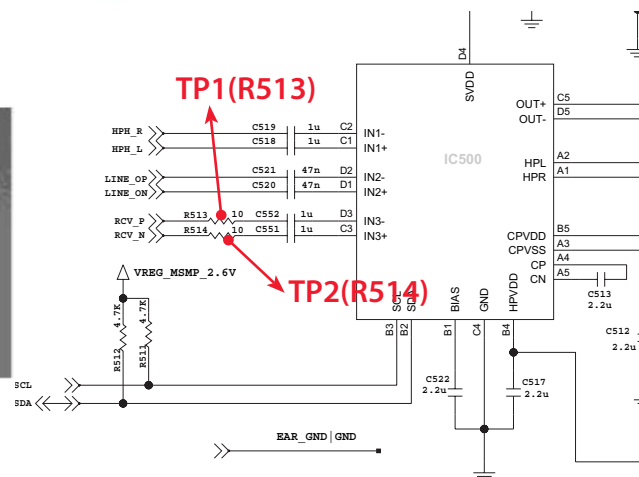 D4
SVDD
TP1(R513)
OUT+ C5
OUT- D5
HPH_R C519 1u C2 IN1-
HPH_L C518 1u C1 IN1+
IC500
LINE_OP C521 47n D2 IN2-
LINE_ON C520 47n D1 IN2+
HPL A2
HPR A1
RCV_P R513 10 C552 1u D3 IN3-
RCV_N R514 10 C551 1u C3 IN3+
CPVDD B5
CPVSS A3
CP A4
CN A5
VREG_MSMP_2.6V
TP2(R514)
C513
2.2u
4.7K
4.7K
R512
R511
SCL
SDA
BIAS
GND
HPVDD
B3
B2
B1
C4
B4
C512
2.2u
C522
2.2u
C517
2.2u
SCL
SDA
EAR_GND|GND